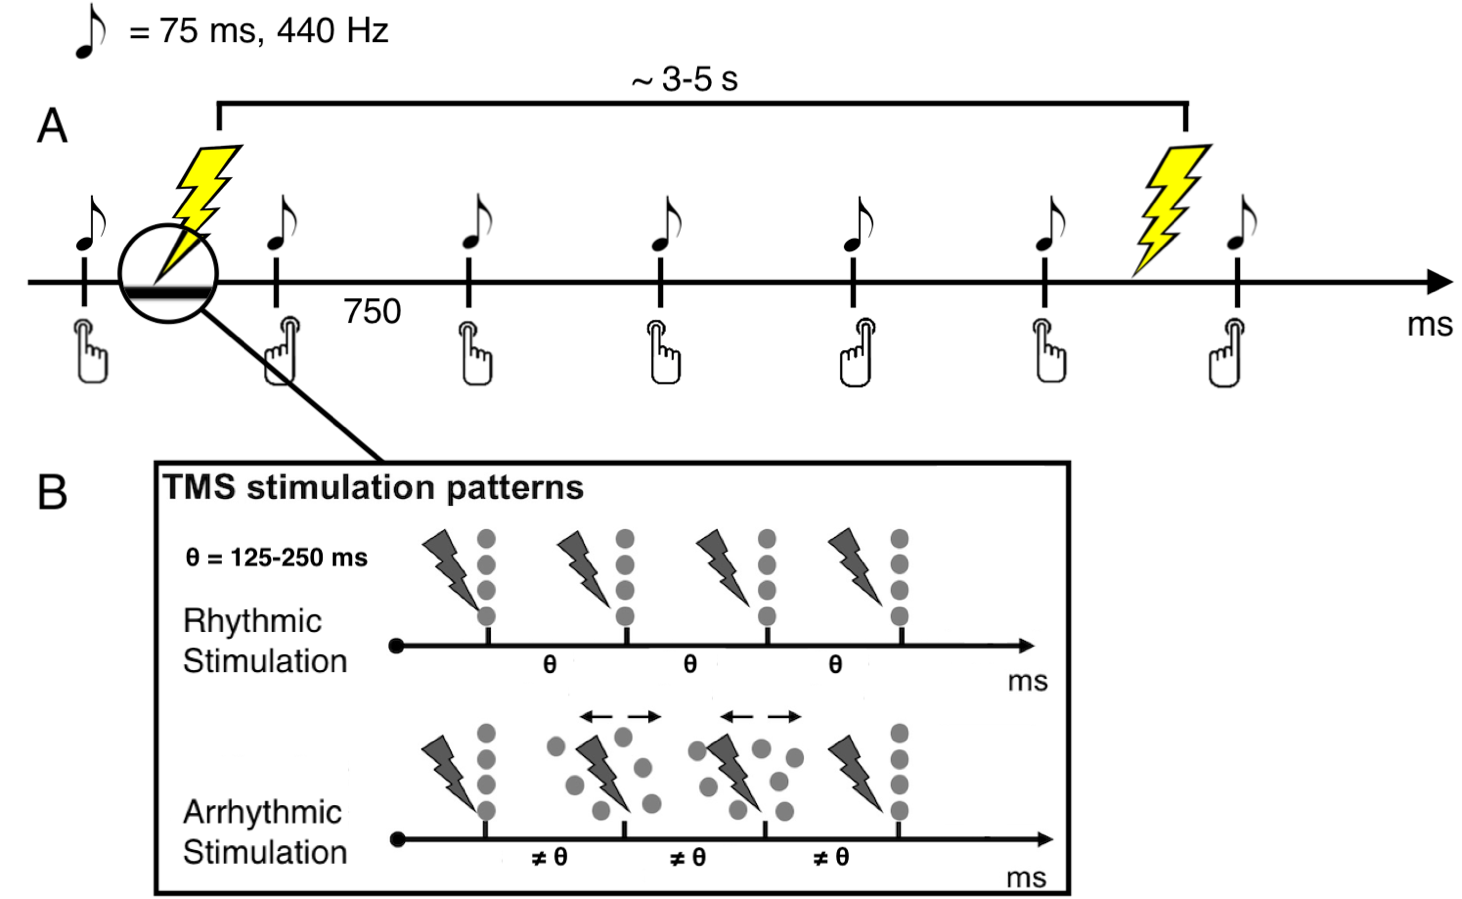 = 75 ms, 440 Hz
~ 3-5 s
A
750
ms
B
TMS stimulation patterns
θ = 125-250 ms
Rhythmic
Stimulation
θ θ θ
ms
Arrhythmic
Stimulation
≠ θ ≠ θ ≠ θ
ms